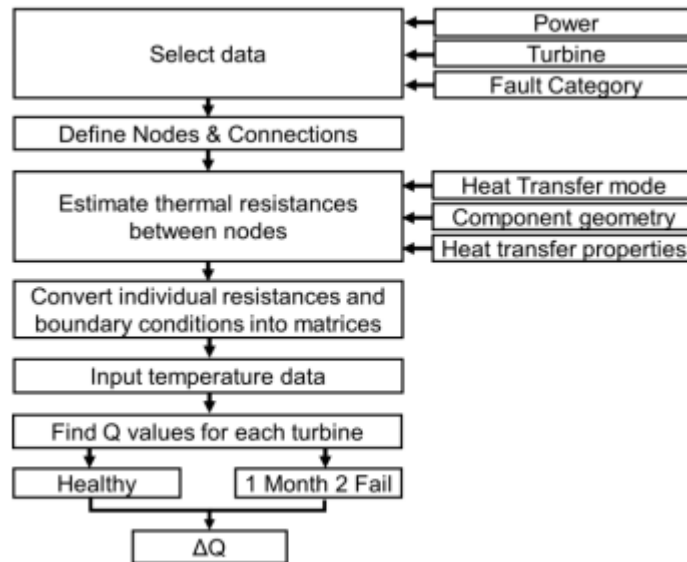 Power
Select data
Turbine
Fault Category
Define Nodes & Connections
Heat Transfer mode
Estimate thermal resistances
between nodes
Component geometry
Heat transfer properties
Convert individual resistances and
boundary conditions into matrices
Input temperature data
Find Q values for each turbine
Healthy
1 Month 2 Fail
ΔQ